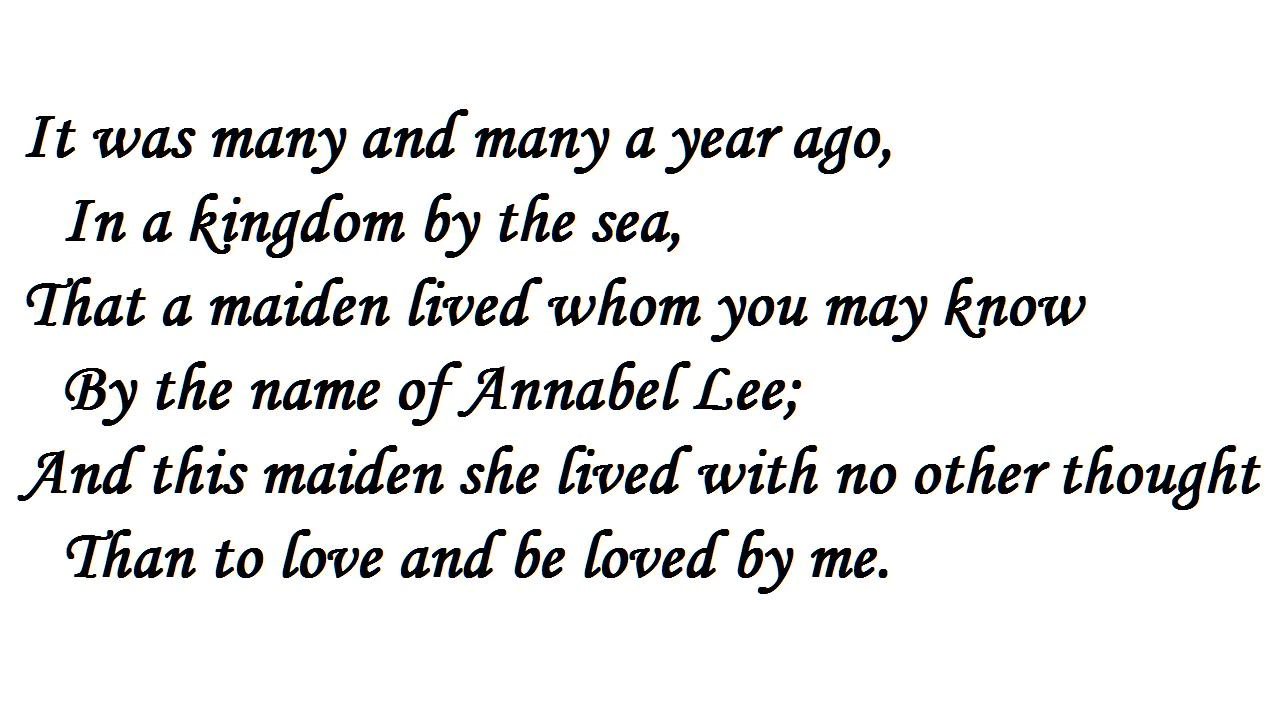 It was many and many a year ago,
In a kingdom by the sea,
That a maiden lived whom you may know
By the name of Annabel Lee;
And this maiden she lived with no other thought
Than to love and be loved by me.